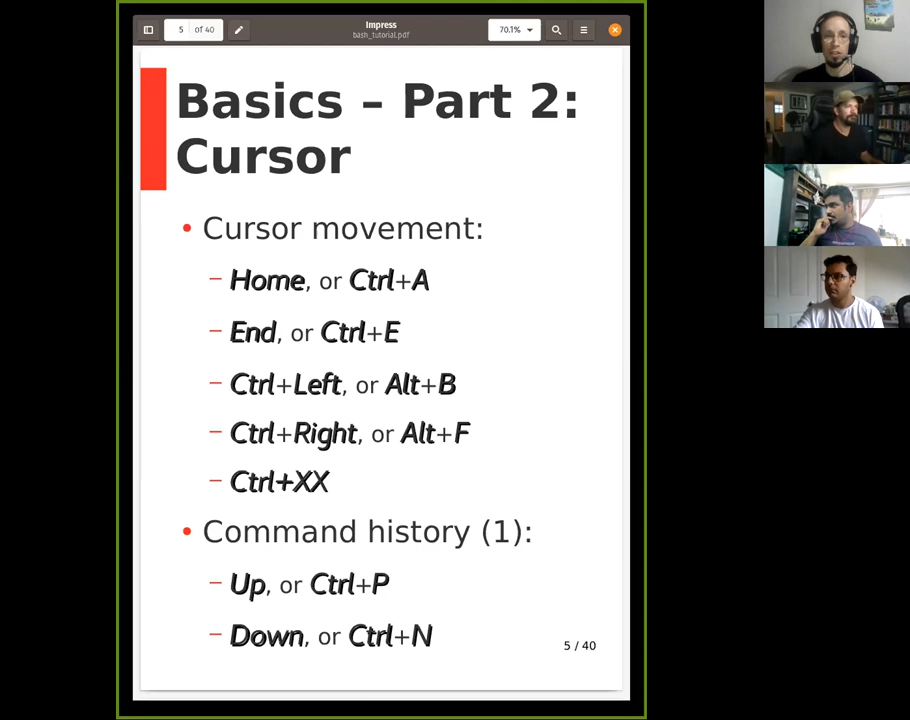 Impress
bash_tutorial.pdf
5 of 40
70.1%
Basics – Part 2:
Cursor
• Cursor movement:
– Home, or Ctrl+A
– End, or Ctrl+E
– Ctrl+Left, or Alt+B
– Ctrl+Right, or Alt+F
– Ctrl+XX
• Command history (1):
– Up, or Ctrl+P
– Down, or Ctrl+N
5 / 40